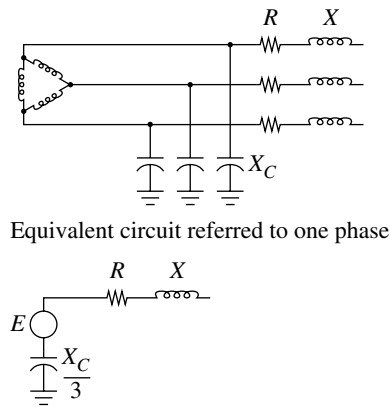 R X
X_C
Equivalent circuit referred to one phase
R X
E
X_C
3